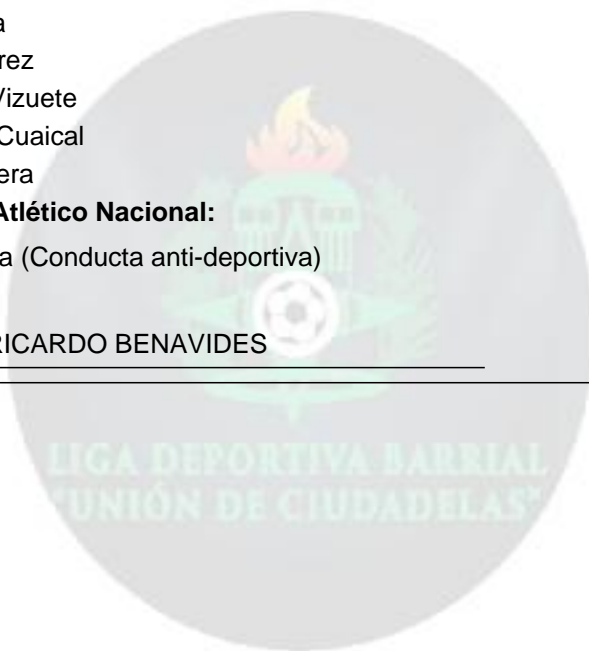 a
rez
Vizuete
Cuaical
era
Atlético Nacional:
a (Conducta anti-deportiva)
RICARDO BENAVIDES
LIGA DEPORTIVA BARRIAL
"UNIÓN DE CIUDADELAS"